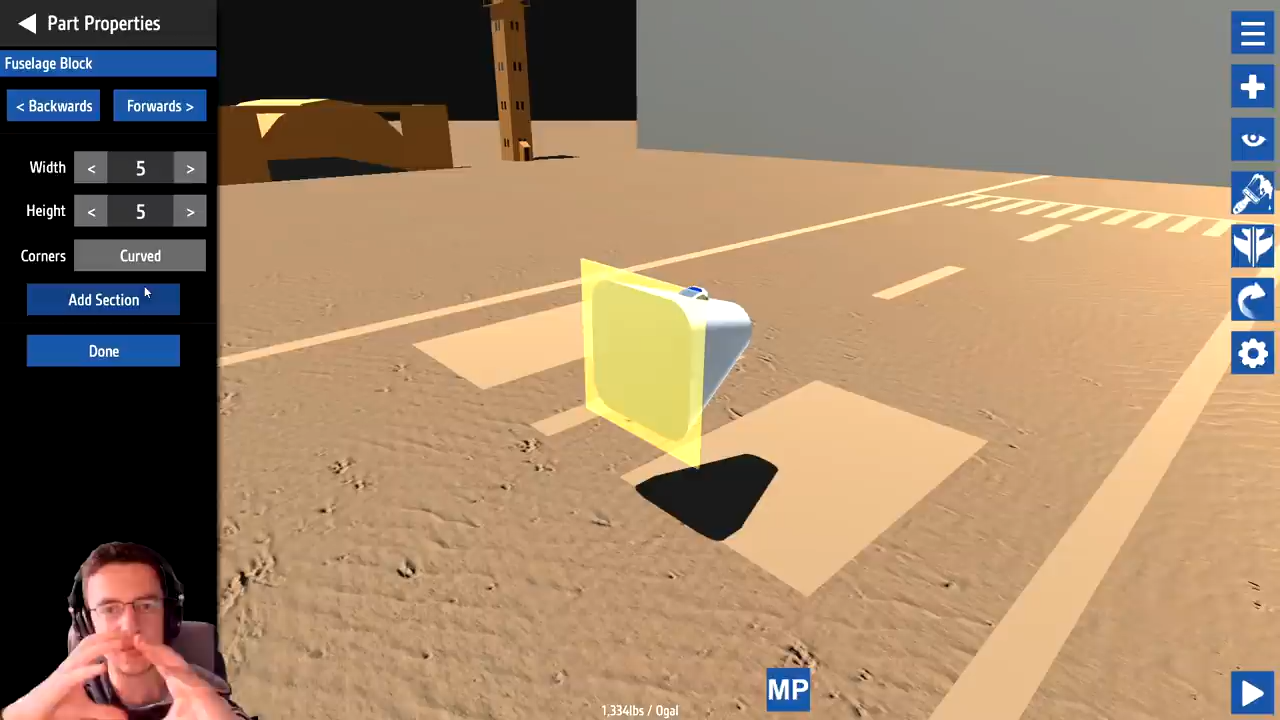 Part Properties
Fuselage Block
< Backwards
Forwards >
Width < 5 >
Height < 5 >
Corners Curved
Add Section
Done
MP
1,334lbs / 0gal